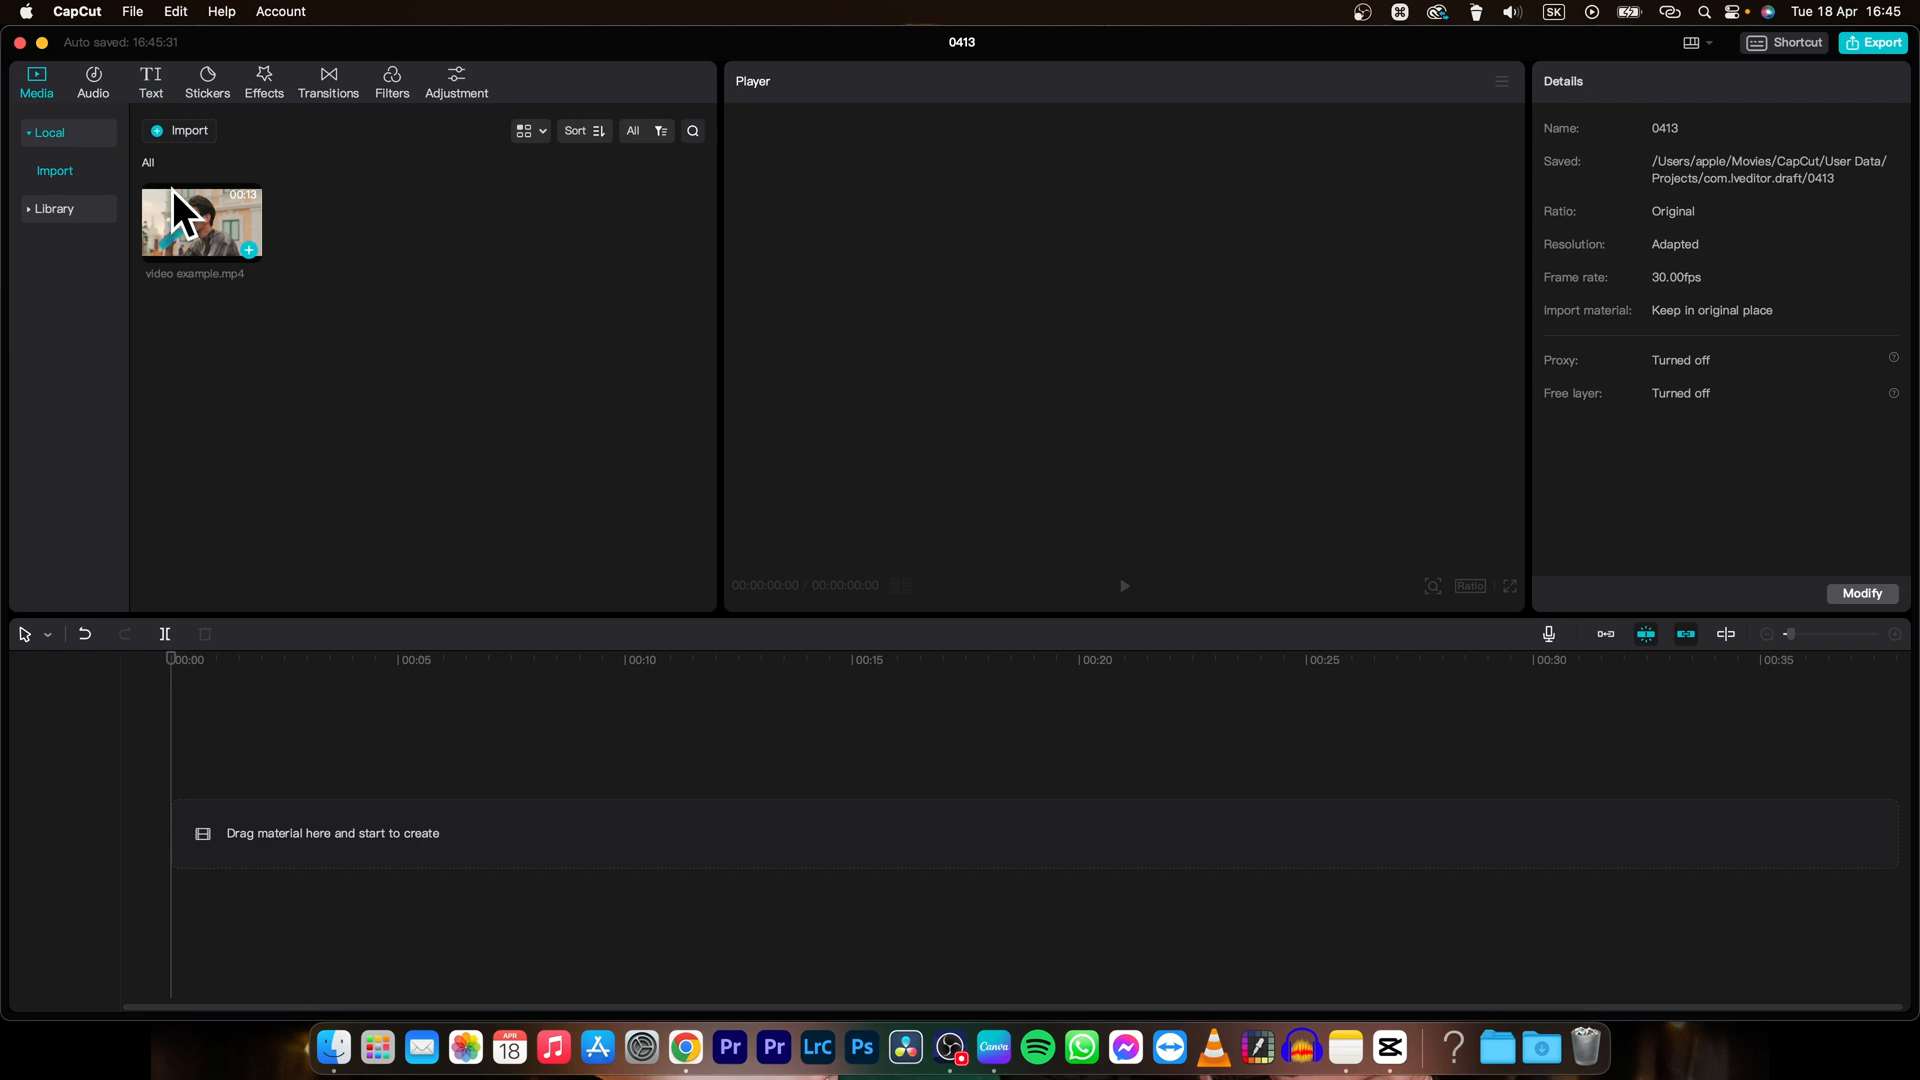 CapCut File Edit Help Account SK Tue 18 Apr 16:45
Auto saved: 16:45:31 0413 Shortcut Export
Media Audio Text Stickers Effects Transitions Filters Adjustment
TI
Player
Details
Local
Import
Library
Import Sort All
All
00:13
video example.mp4
00:00:00:00 / 00:00:00:00 Ratio
Name: 0413
Saved: /Users/apple/Movies/CapCut/User Data/
Projects/com.lveditor.draft/0413
Ratio: Original
Resolution: Adapted
Frame rate: 30.00fps
Import material: Keep in original place
Proxy: Turned off
Free layer: Turned off
Modify
00:00 00:05 00:10 00:15 00:20 00:25 00:30 00:35
Drag material here and start to create
APR
18
Pr Pr LrC Ps Canva